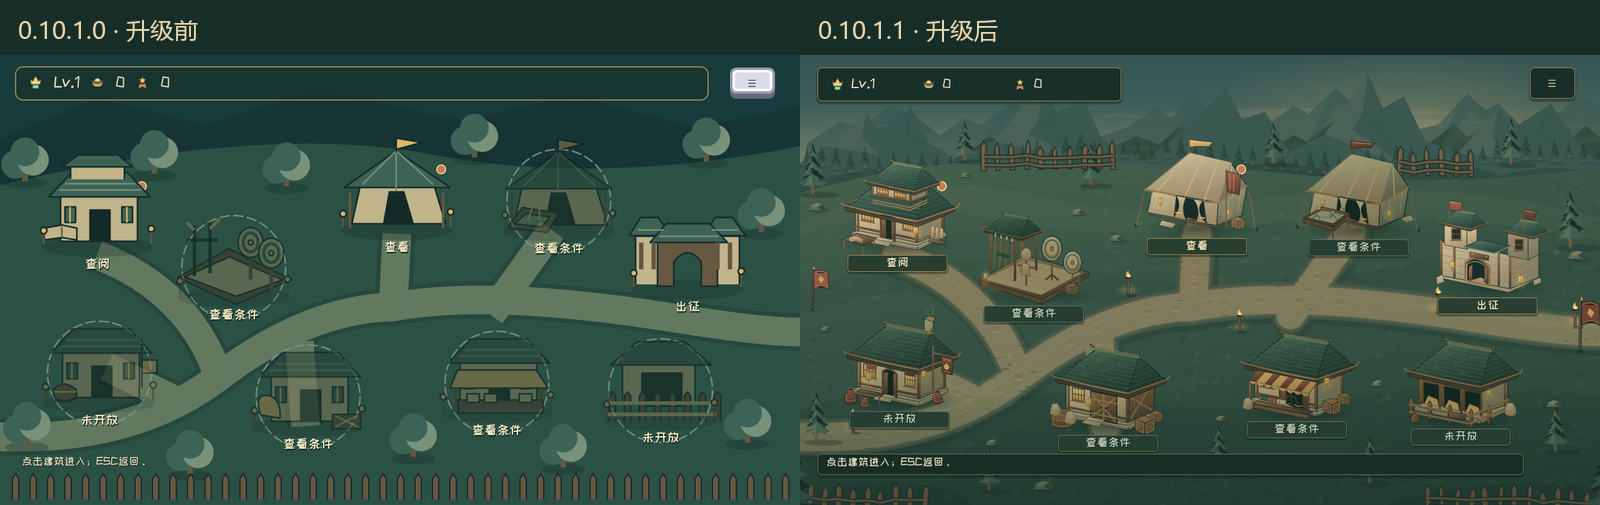 0.10.1.0 · 升级前
Lv.1 0 0
☰
查阅
查看条件
查看
查看条件
出征
未开放
查看条件
查看条件
未开放
点击建筑进入；ESC返回。
0.10.1.1 · 升级后
Lv.1 0 0
☰
查阅
查看条件
查看
查看条件
出征
未开放
查看条件
查看条件
未开放
点击建筑进入；ESC返回。